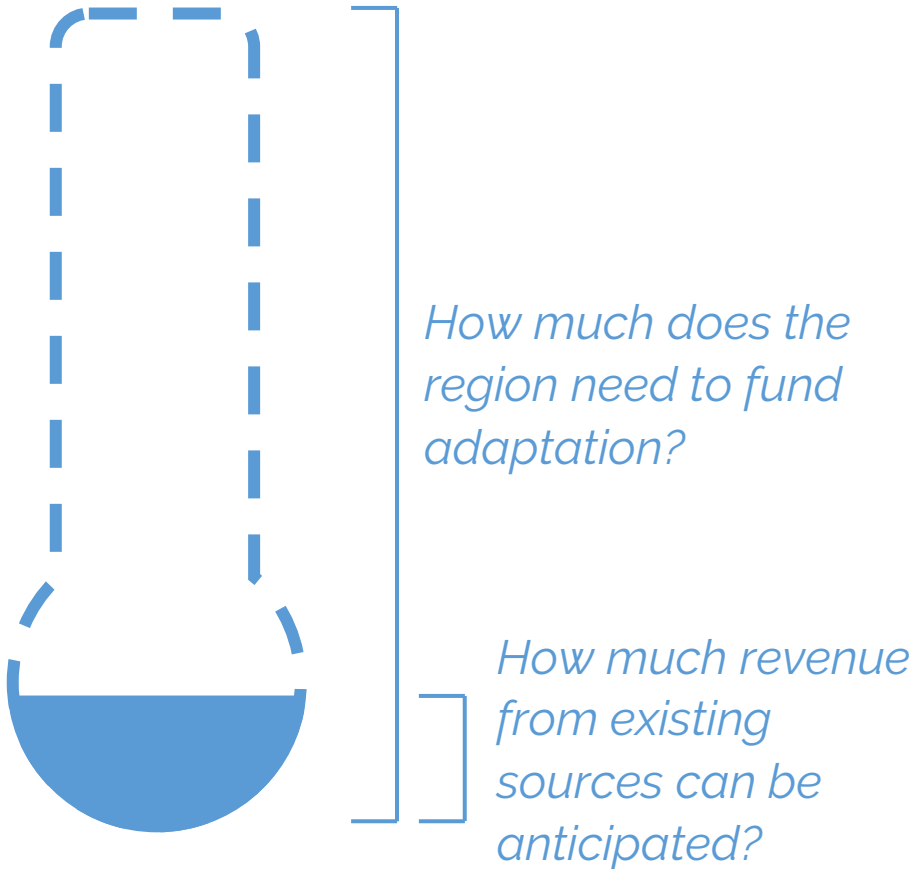 How much does the
region need to fund
adaptation?
How much revenue
from existing
sources can be
anticipated?